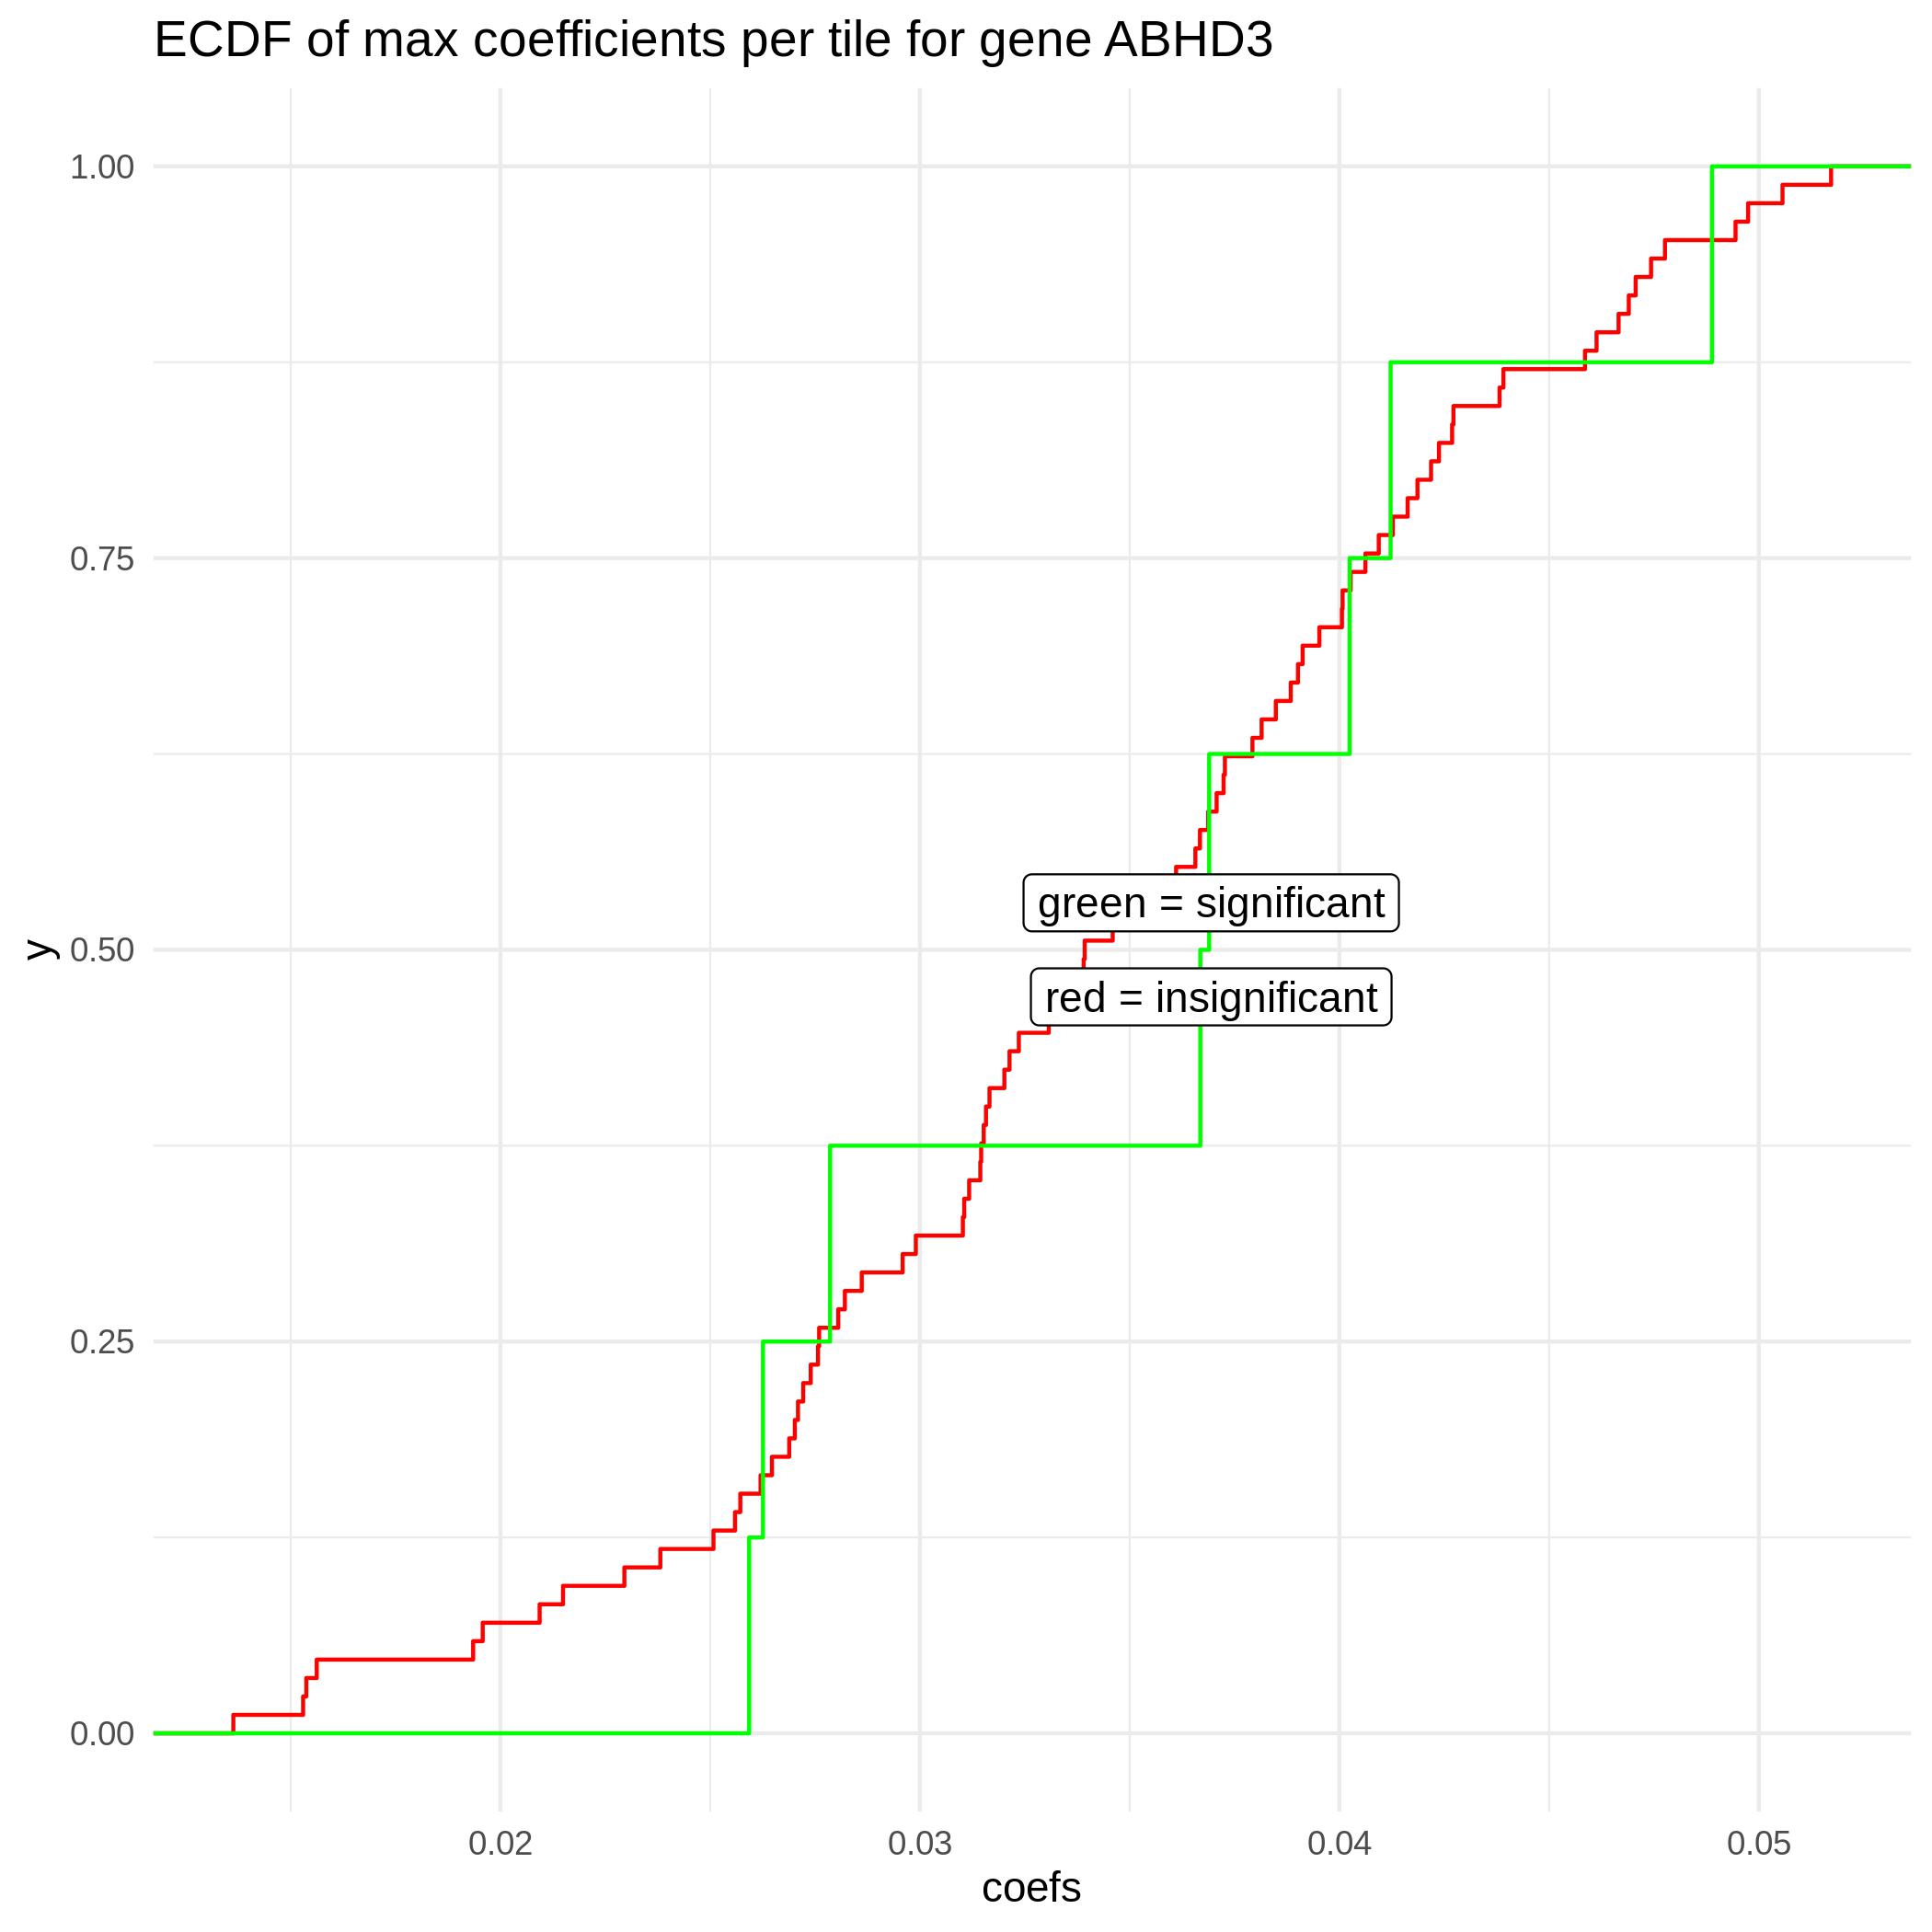 ECDF of max coefficients per tile for gene ABHD3
1.00
0.75
0.50
0.25
0.00
y
green = significant
red = insignificant
0.02
0.03
0.04
0.05
coefs